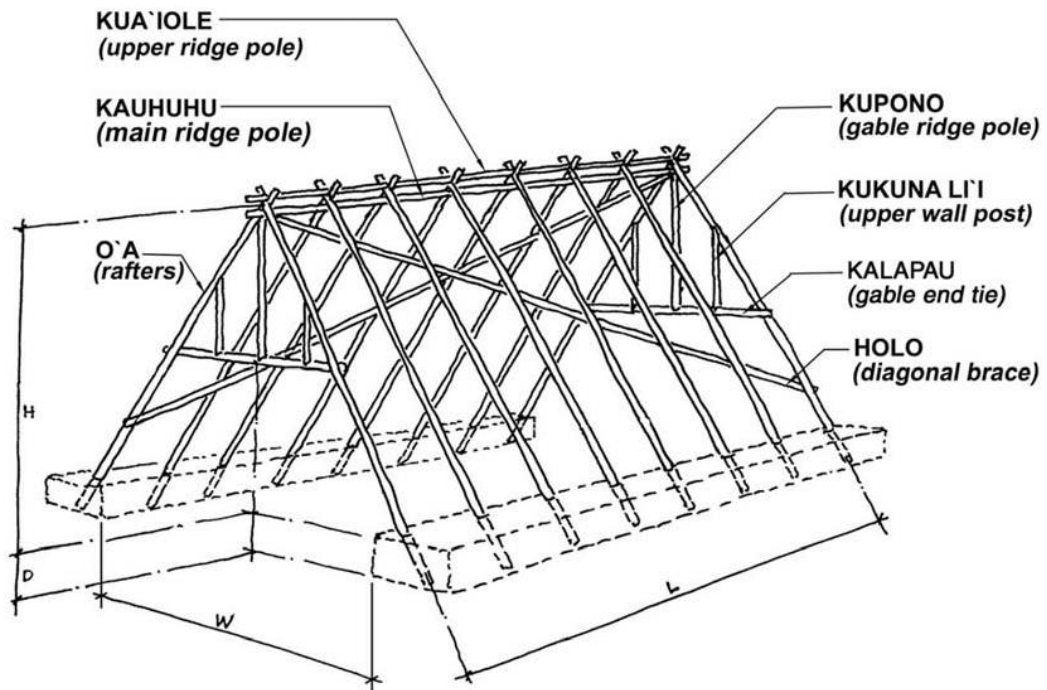 KUA`IOLE
(upper ridge pole)
KAUHUHU
(main ridge pole)
O`A
(rafters)
KUPONO
(gable ridge pole)
KUKUNA LI`I
(upper wall post)
KALAPAU
(gable end tie)
HOLO
(diagonal brace)
H
D
W
L